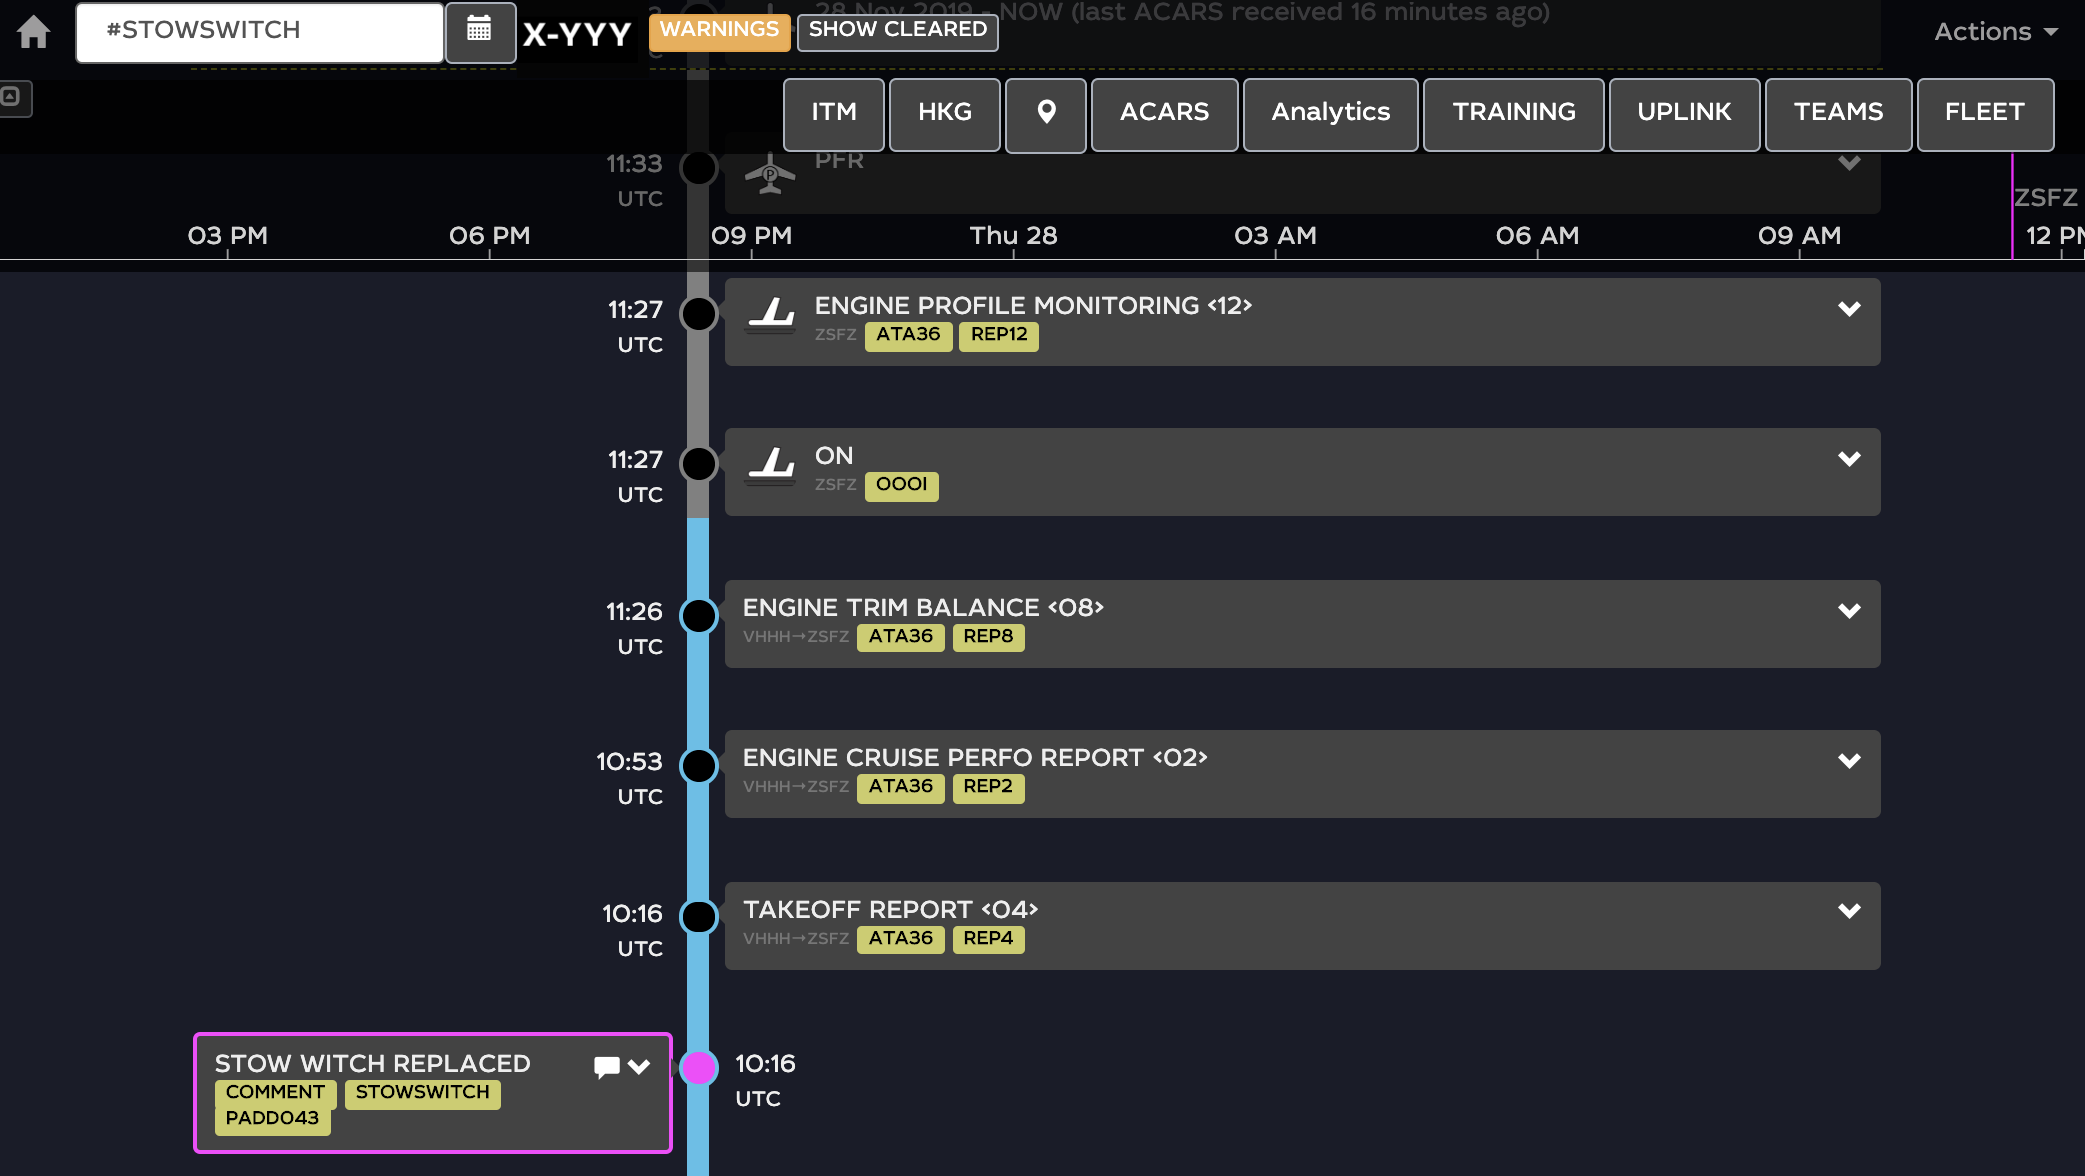 #STOWSWITCH X-YYY WARNINGS SHOW CLEARED Actions
28 Nov 2019 - NOW (last ACARS received 16 minutes ago)
ITM HKG ACARS Analytics TRAINING UPLINK TEAMS FLEET
11:33 UTC
PFR
ZSFZ
03 PM 06 PM 09 PM Thu 28 03 AM 06 AM 09 AM 12 PM
11:27 UTC
ENGINE PROFILE MONITORING <12>
ZSFZ ATA36 REP12
11:27 UTC
ON
ZSFZ OOOI
11:26 UTC
ENGINE TRIM BALANCE <08>
VHHH→ZSFZ ATA36 REP8
10:53 UTC
ENGINE CRUISE PERFO REPORT <02>
VHHH→ZSFZ ATA36 REP2
10:16 UTC
TAKEOFF REPORT <04>
VHHH→ZSFZ ATA36 REP4
STOW WITCH REPLACED
COMMENT STOWSWITCH
PADD043
10:16 UTC